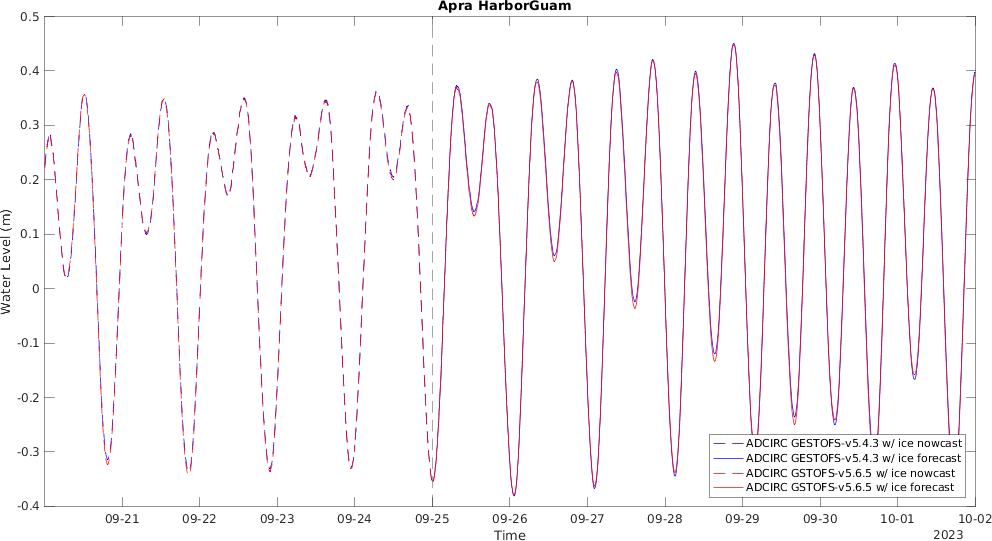 Apra HarborGuam
0.5
0.4
0.3
0.2
0.1
0
-0.1
-0.2
-0.3
-0.4
Water Level (m)
ADCIRC GESTOFS-v5.4.3 w/ ice nowcast
ADCIRC GESTOFS-v5.4.3 w/ ice forecast
ADCIRC GSTOFS-v5.6.5 w/ ice nowcast
ADCIRC GSTOFS-v5.6.5 w/ ice forecast
09-21 09-22 09-23 09-24 09-25 09-26 09-27 09-28 09-29 09-30 10-01 10-02
Time
2023